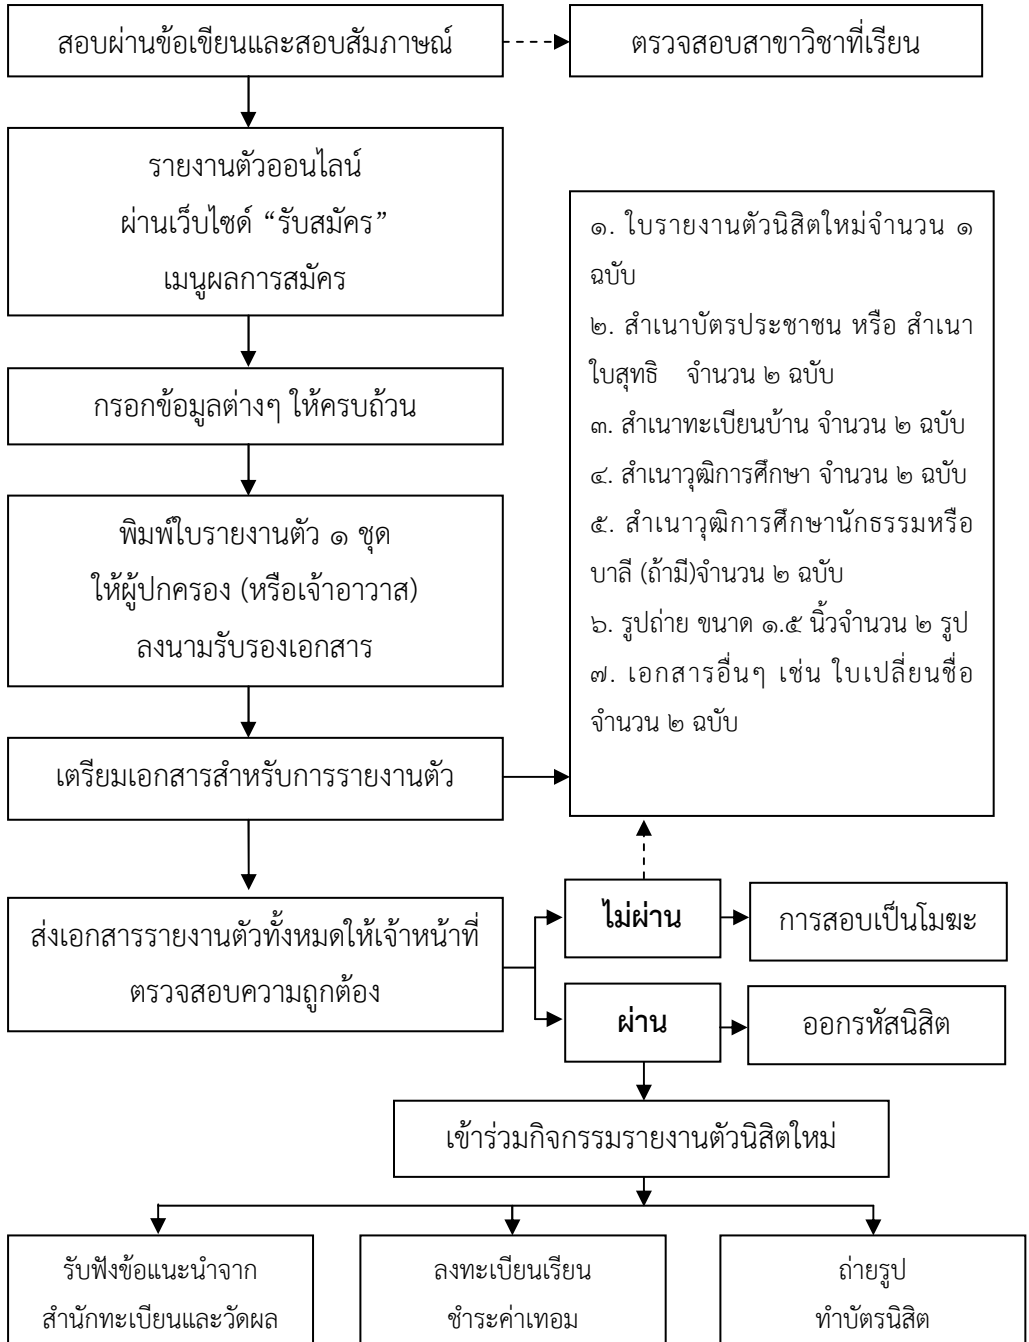 สอบผ่านข้อเขียนและสอบสัมภาษณ์
ตรวจสอบสาขาวิชาที่เรียน
รายงานตัวออนไลน์
ผ่านเว็บไซด์ “รับสมัคร”
เมนูผลการสมัคร
กรอกข้อมูลต่างๆ ให้ครบถ้วน
พิมพ์ใบรายงานตัว ๑ ชุด
ให้ผู้ปกครอง (หรือเจ้าอาวาส)
ลงนามรับรองเอกสาร
เตรียมเอกสารสำหรับการรายงานตัว
๑. ใบรายงานตัวนิสิตใหม่จำนวน ๑
ฉบับ
๒. สำเนาบัตรประชาชน หรือ สำเนา
ใบสุทธิ จำนวน ๒ ฉบับ
๓. สำเนาทะเบียนบ้าน จำนวน ๒ ฉบับ
๔. สำเนาวุฒิการศึกษา จำนวน ๒ ฉบับ
๕. สำเนาวุฒิการศึกษานักธรรมหรือ
บาลี (ถ้ามี)จำนวน ๒ ฉบับ
๖. รูปถ่าย ขนาด ๑.๕ นิ้วจำนวน ๒ รูป
๗. เอกสารอื่นๆ เช่น ใบเปลี่ยนชื่อ
จำนวน ๒ ฉบับ
ส่งเอกสารรายงานตัวทั้งหมดให้เจ้าหน้าที่
ตรวจสอบความถูกต้อง
ไม่ผ่าน
การสอบเป็นโมฆะ
ผ่าน
ออกรหัสนิสิต
เข้าร่วมกิจกรรมรายงานตัวนิสิตใหม่
รับฟังข้อแนะนำจาก
สำนักทะเบียนและวัดผล
ลงทะเบียนเรียน
ชำระค่าเทอม
ถ่ายรูป
ทำบัตรนิสิต